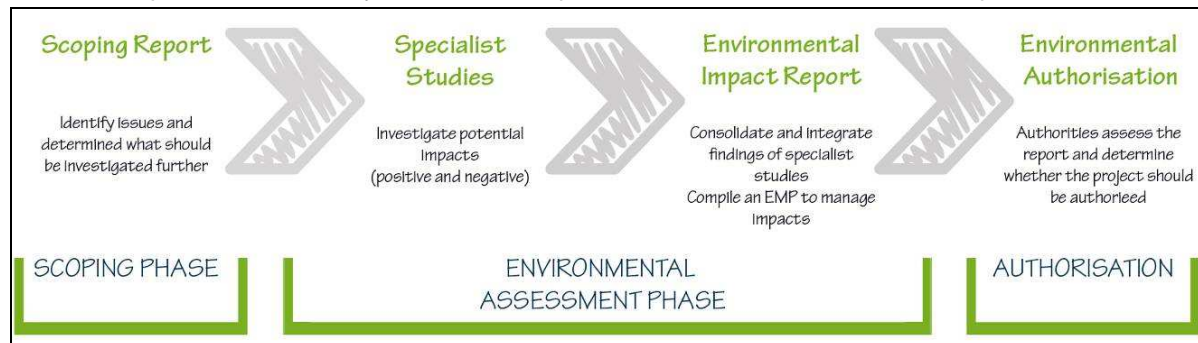 Scoping Report
Identify issues and
determined what should
be investigated further
Specialist
Studies
Investigate potential
impacts
(positive and negative)
Environmental
Impact Report
Consolidate and integrate
findings of specialist
studies
Compile an EMP to manage
impacts
Environmental
Authorisation
Authorities assess the
report and determine
whether the project should
be authorieed
SCOPING PHASE
ENVIRONMENTAL
ASSESSMENT PHASE
AUTHORISATION